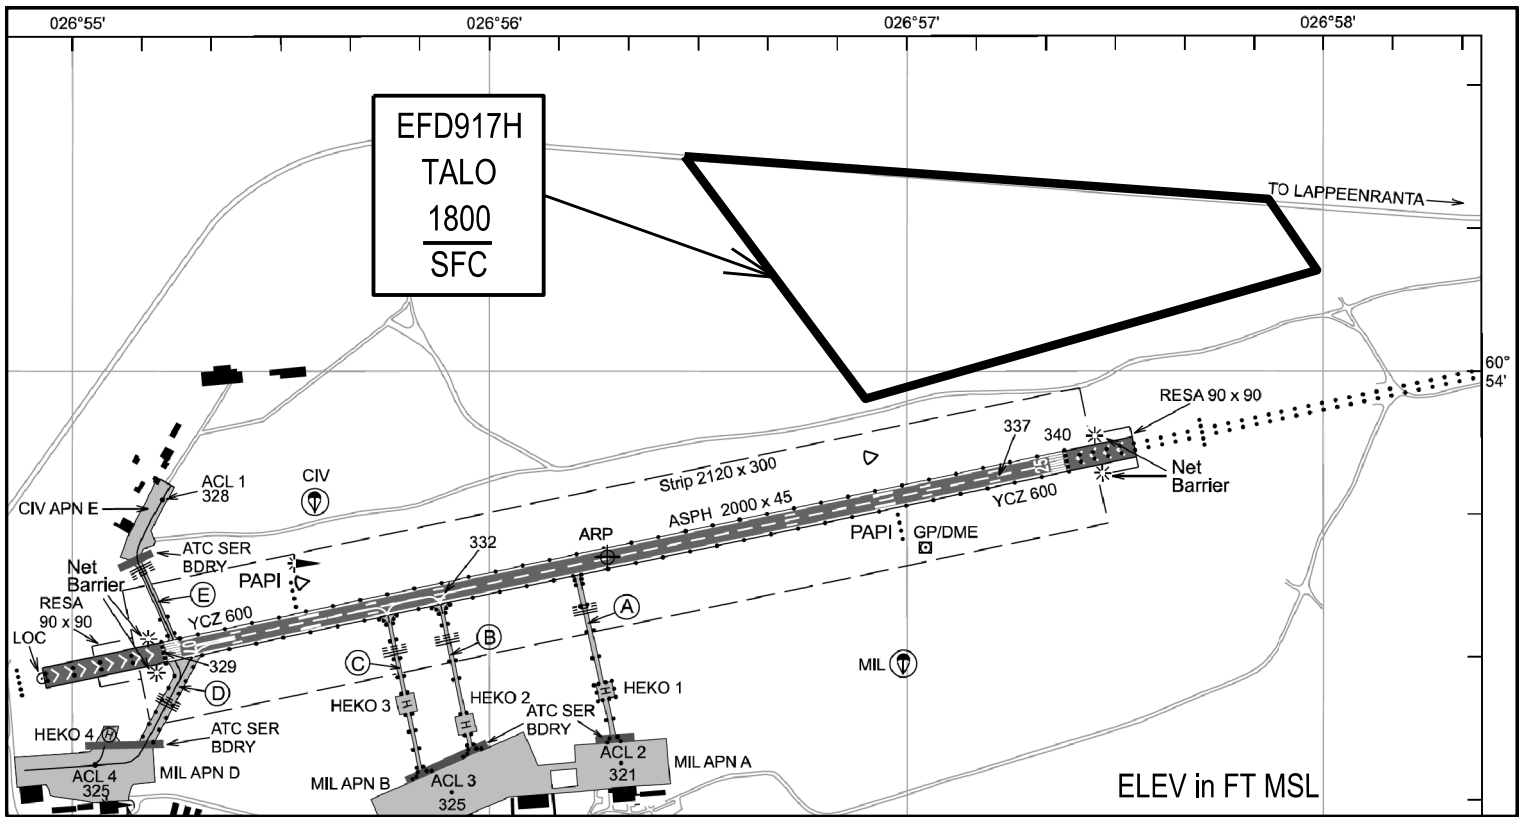 026°55'
026°56'
026°57'
026°58'
EFD917H
TALO
1800
SFC
TO LAPPEENRANTA
60°
54'
RESA 90 x 90
337
340
Net
Barrier
Strip 2120 x 300
ASPH 2000 x 45
YCZ 600
PAPI
GP/DME
ACL 1
328
CIV
CIV APN E
ATC SER
BDRY
ARP
332
Net
Barrier
PAPI
E
RESA
90 x 90
YCZ 600
LOC
A
B
C
329
D
MIL
HEKO 1
HEKO 2
HEKO 3
H
H
H
ATC SER
BDRY
HEKO 4
H
ATC SER
BDRY
ACL 2
321
MIL APN A
ACL 4
325
MIL APN D
MIL APN B
ACL 3
325
ELEV in FT MSL